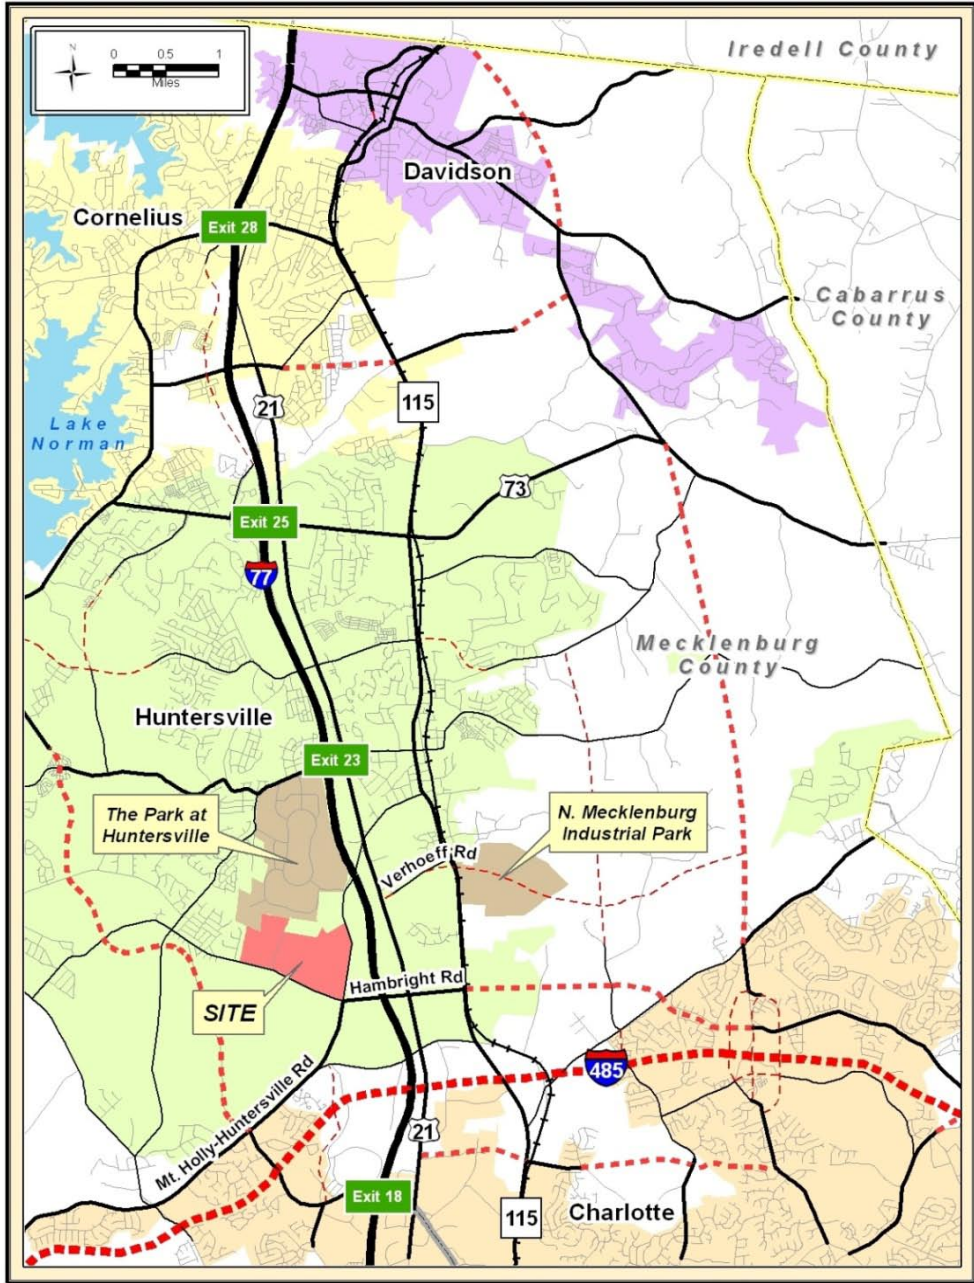 Iredell County
N
0 0.5 1
Miles
Davidson
Cornelius
Exit 28
Cabarrus
County
21
115
Lake
Norman
73
Exit 25
77
Mecklenburg
County
Huntersville
Exit 23
The Park at
Huntersville
N. Mecklenburg
Industrial Park
Verhoeff Rd
Hambright Rd
SITE
485
Mt. Holly-Huntersville Rd
21
Exit 18
115
Charlotte